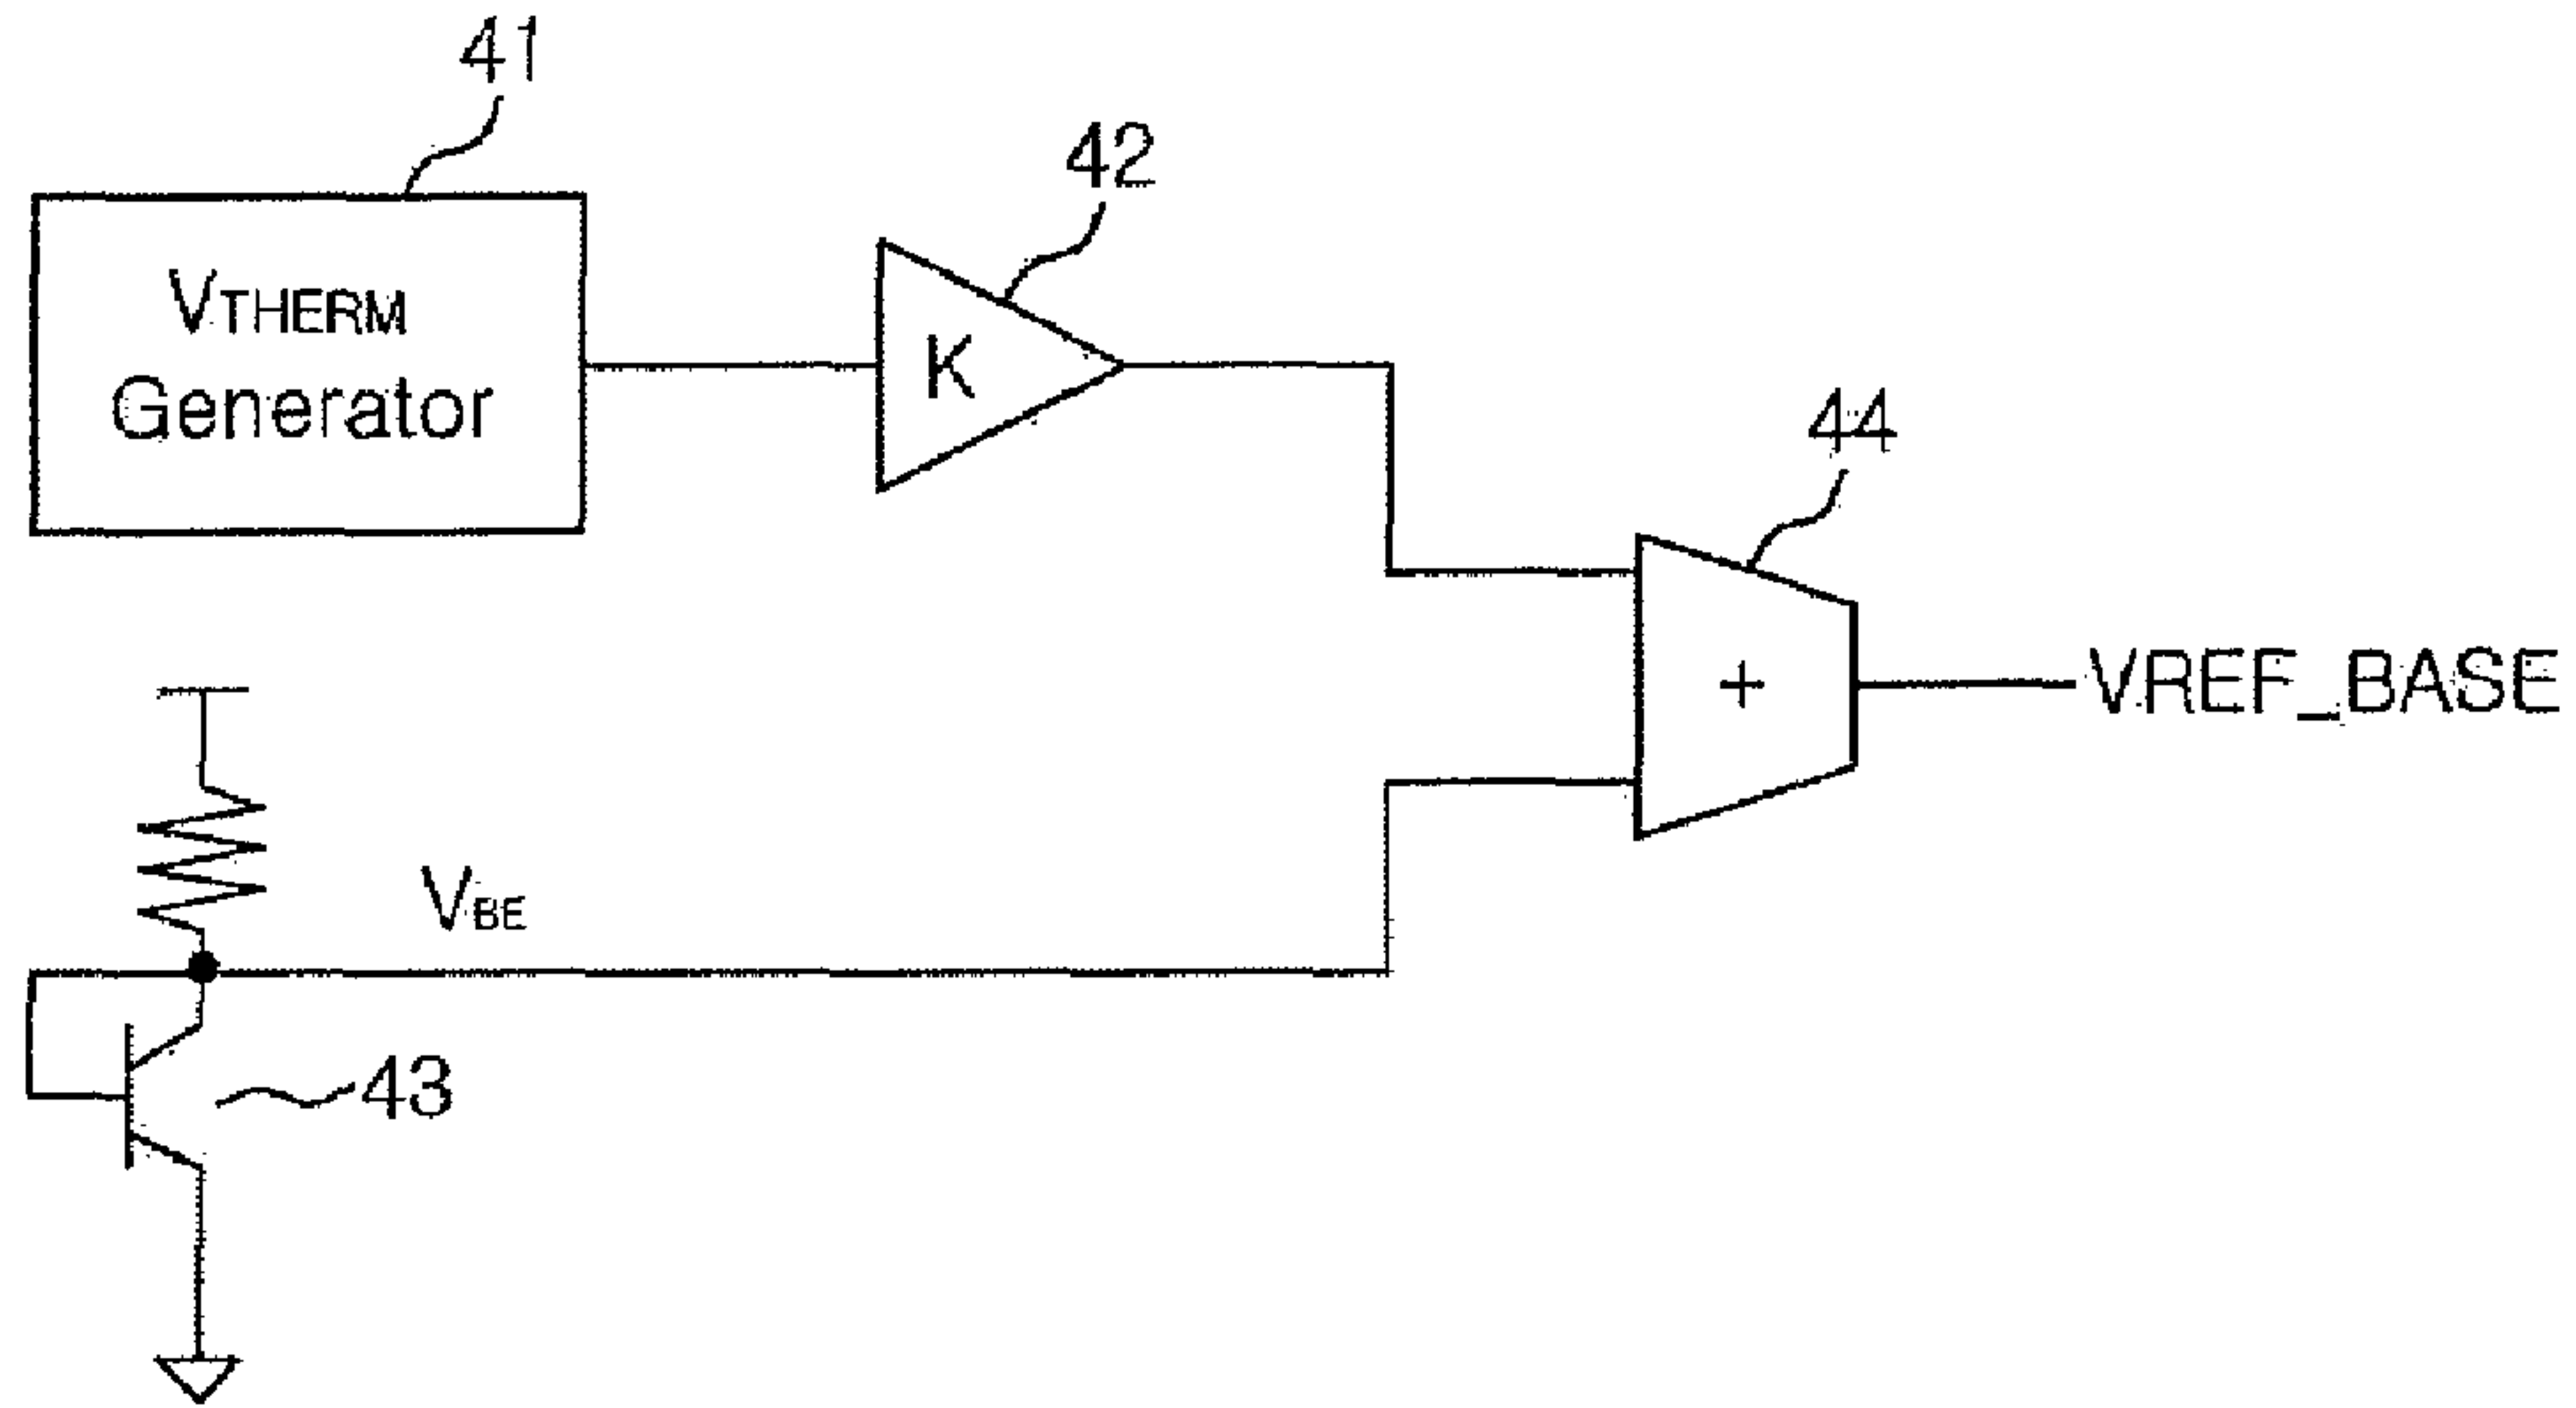 41
42
VTHERM
Generator
K
44
+
VREF_BASE
VBE
43